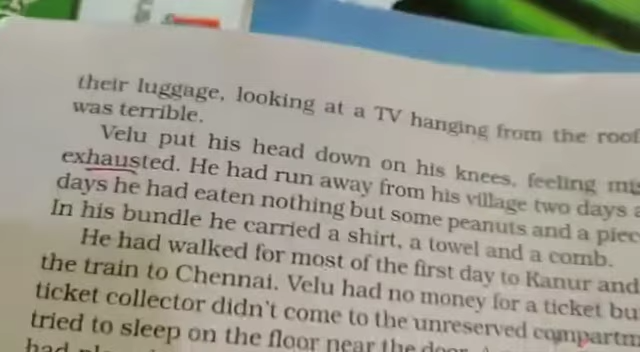 their luggage, looking at a TV hanging from the roof
was terrible.
Velu put his head down on his knees, feeling
exhausted. He had run away from his village two days
days he had eaten nothing but some peanuts and a
In his bundle he carried a shirt, a towel and a comb.
He had walked for most of the first day to Kanur and
the train to Chennai. Velu had no money for a ticket
ticket collector didn't come to the unreserved
tried to sleep on the floor near the door.
had